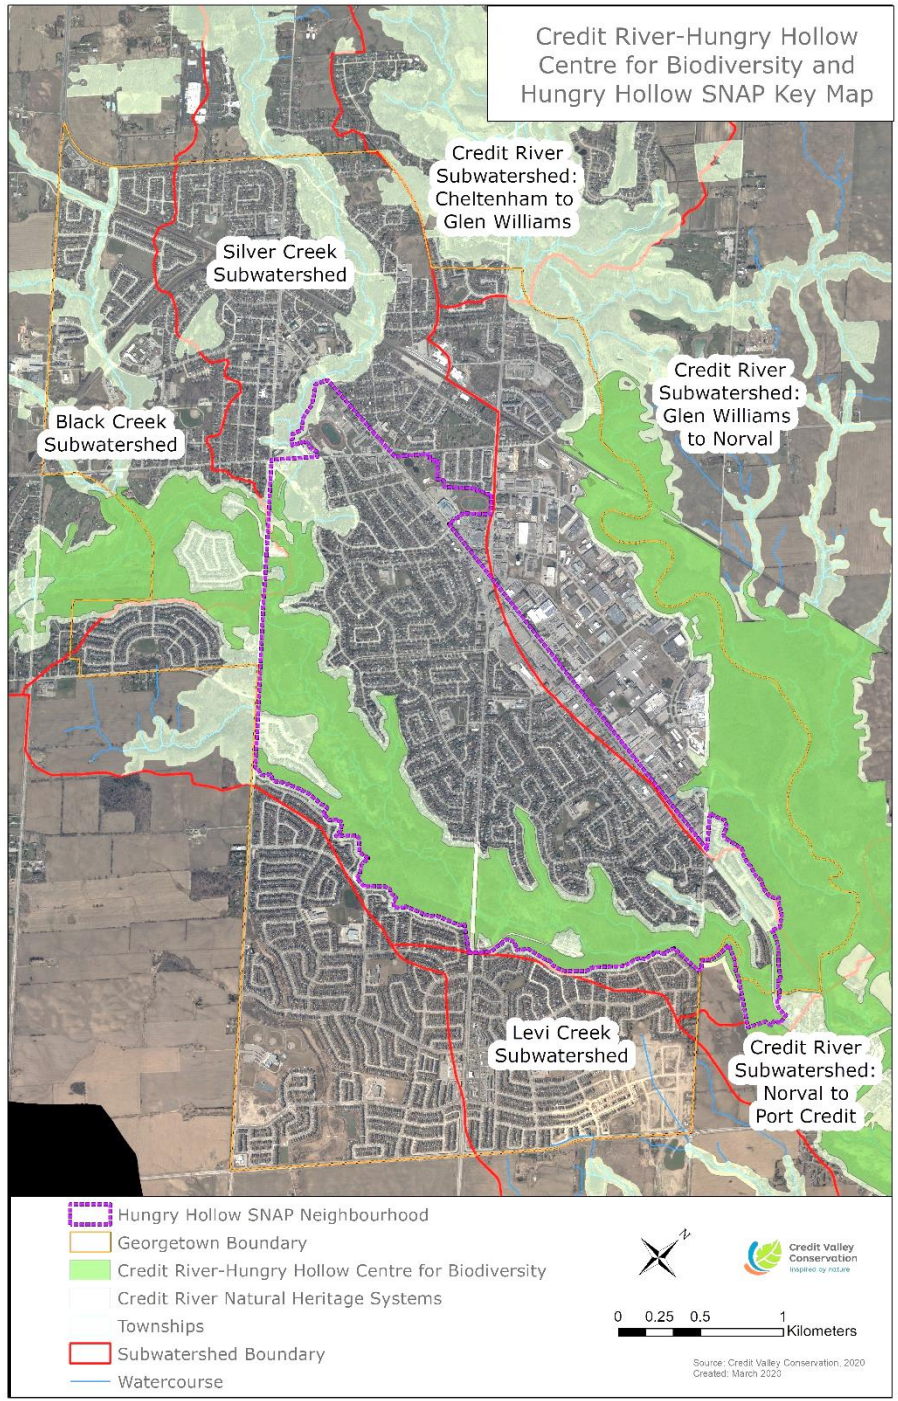 Credit River-Hungry Hollow
Centre for Biodiversity and
Hungry Hollow SNAP Key Map
Credit River
Subwatershed:
Cheltenham to
Glen Williams
Silver Creek
Subwatershed
Credit River
Subwatershed:
Glen Williams
to Norval
Black Creek
Subwatershed
Levi Creek
Subwatershed
Credit River
Subwatershed:
Norval to
Port Credit
Hungry Hollow SNAP Neighbourhood
Georgetown Boundary
Credit River-Hungry Hollow Centre for Biodiversity
Credit River Natural Heritage Systems
Townships
Subwatershed Boundary
Watercourse
N
Credit Valley
Conservation
inspired by nature
0 0.25 0.5 1
Kilometers
Source: Credit Valley Conservation, 2020
Created: March 2020